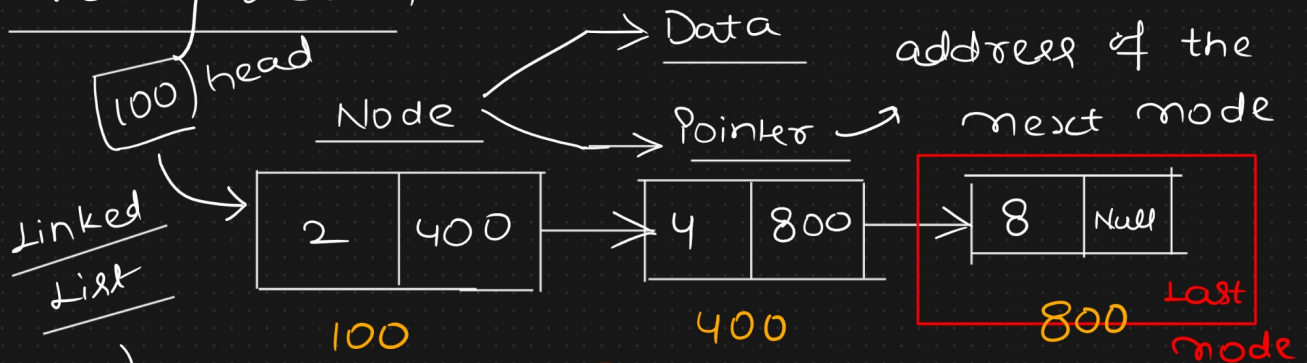 Data
address of the
100
head
Node
Pointer
next node
Linked
List
2 400
4 800
8 Null
100
400
800
Last
node